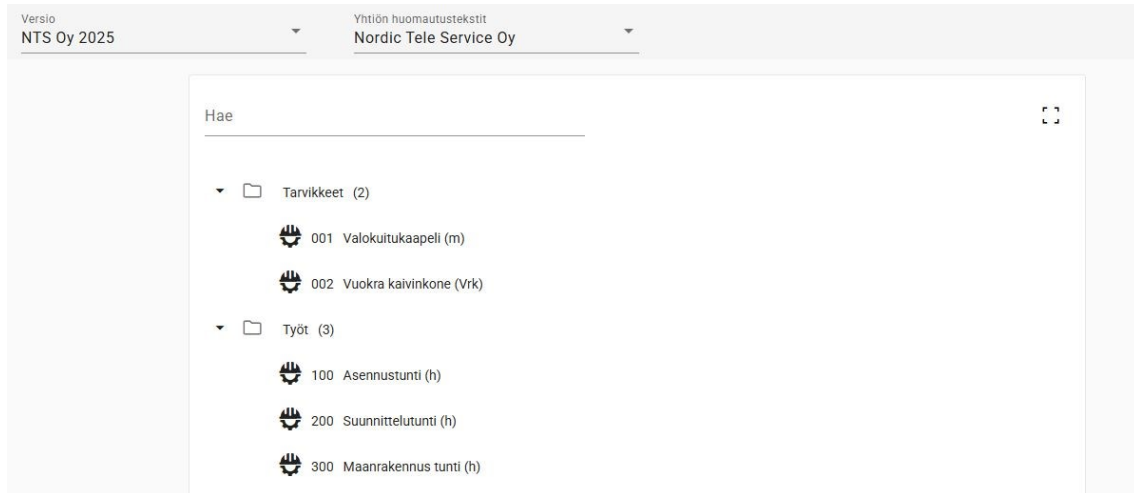 Versio Yhtiön huomautustekstit
NTS Oy 2025 Nordic Tele Service Oy
Hae
Tarvikkeet (2)
001 Valokuitukaapeli (m)
002 Vuokra kaivinkone (Vrk)
Työt (3)
100 Asennustunti (h)
200 Suunnittelutunti (h)
300 Maanrakennus tunti (h)